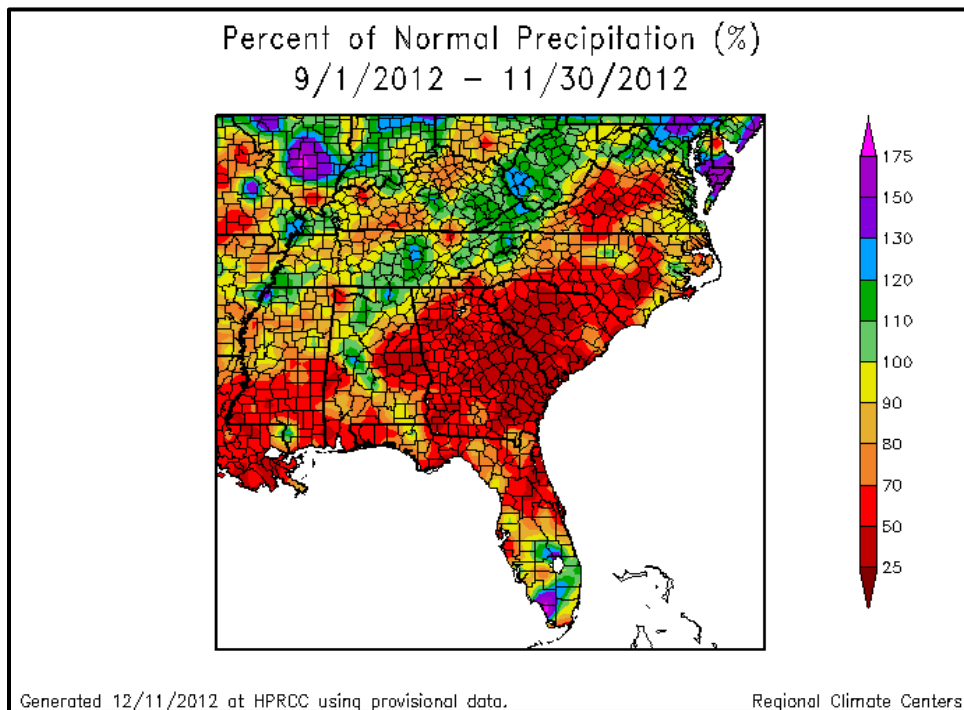 Percent of Normal Precipitation (%)
9/1/2012 – 11/30/2012
175
150
130
120
110
100
90
80
70
50
25
Generated 12/11/2012 at HPRCC using provisional data.
Regional Climate Centers